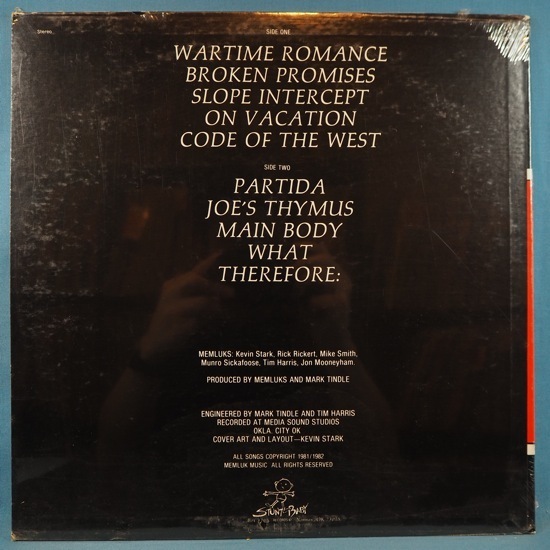 Stereo
SIDE ONE
WARTIME ROMANCE
BROKEN PROMISES
SLOPE INTERCEPT
ON VACATION
CODE OF THE WEST
SIDE TWO
PARTIDA
JOE'S THYMUS
MAIN BODY
WHAT
THEREFORE:
MEMLUKS: Kevin Stark, Rick Rickert, Mike Smith,
Munro Sickafoose, Tim Harris, Jon Mooneyham.
PRODUCED BY MEMLUKS AND MARK TINDLE
ENGINEERED BY MARK TINDLE AND TIM HARRIS
RECORDED AT MEDIA SOUND STUDIOS
OKLA. CITY OK
COVER ART AND LAYOUT—KEVIN STARK
ALL SONGS COPYRIGHT 1981/1982
MEMLUK MUSIC ALL RIGHTS RESERVED
STUNT BABY